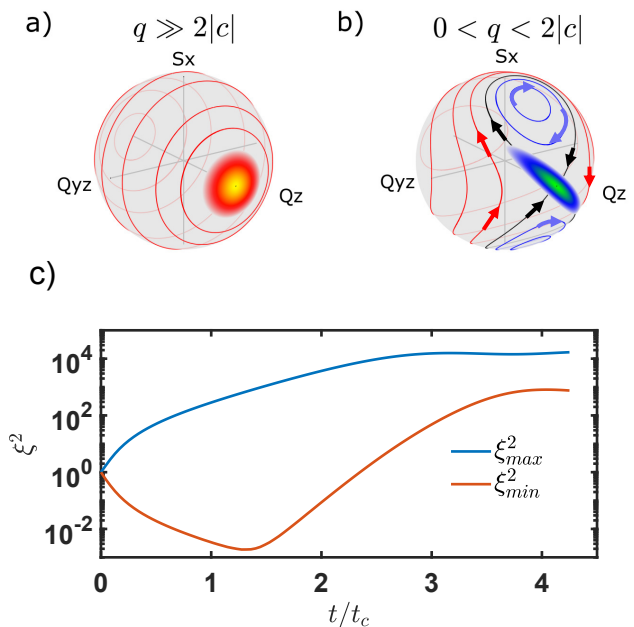 a) q ≫ 2|c|
Sx
Qyz
Qz
b) 0 < q < 2|c|
Sx
Qyz
Qz
c)
10^4
10^2
10^0
10^-2
ξ^2
ξ^2_max
ξ^2_min
0 1 2 3 4
t/t_c